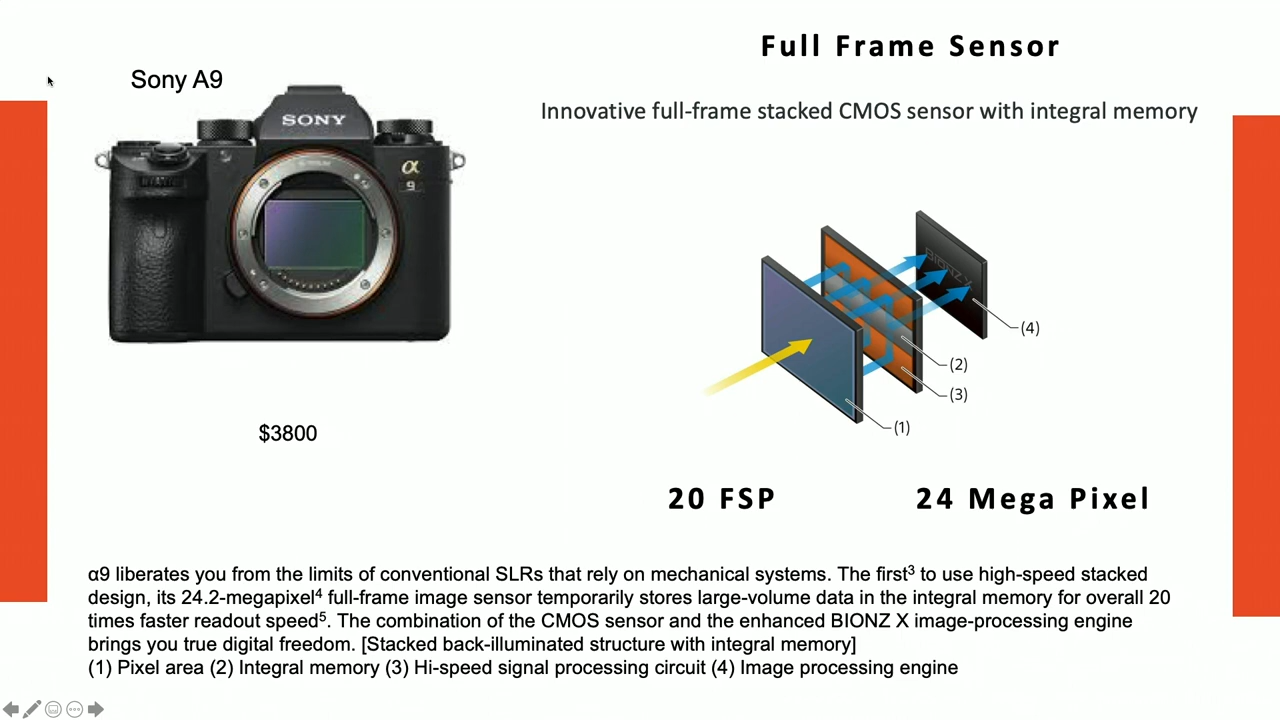 Full Frame Sensor
Sony A9
Innovative full-frame stacked CMOS sensor with integral memory
SONY
α
9
BIONZ X
(4)
(2)
(3)
(1)
$3800
20 FSP
24 Mega Pixel
α9 liberates you from the limits of conventional SLRs that rely on mechanical systems. The first³ to use high-speed stacked
design, its 24.2-megapixel⁴ full-frame image sensor temporarily stores large-volume data in the integral memory for overall 20
times faster readout speed⁵. The combination of the CMOS sensor and the enhanced BIONZ X image-processing engine
brings you true digital freedom. [Stacked back-illuminated structure with integral memory]
(1) Pixel area (2) Integral memory (3) Hi-speed signal processing circuit (4) Image processing engine